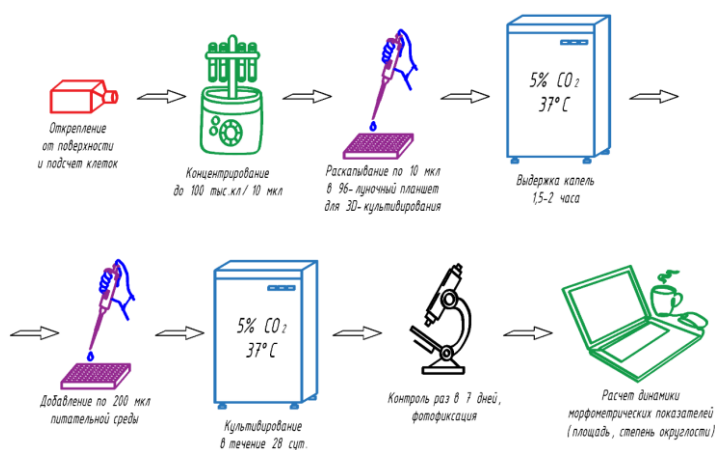 5% CO2
37°C
Открепление
от поверхности
и подсчет клеток
Концентрирование
до 100 тыс.кл/ 10 мкл
Раскапывание по 10 мкл
в 96-луночный планшет
для 3D-культивирования
Выдержка капель
1,5-2 часа
5% CO2
37°C
Добавление по 200 мкл
питательной среды
Культивирование
в течение 28 сут.
Контроль раз в 7 дней,
фотофиксация
Расчет динамики
морфометрических показателей
(площадь, степень округлости)